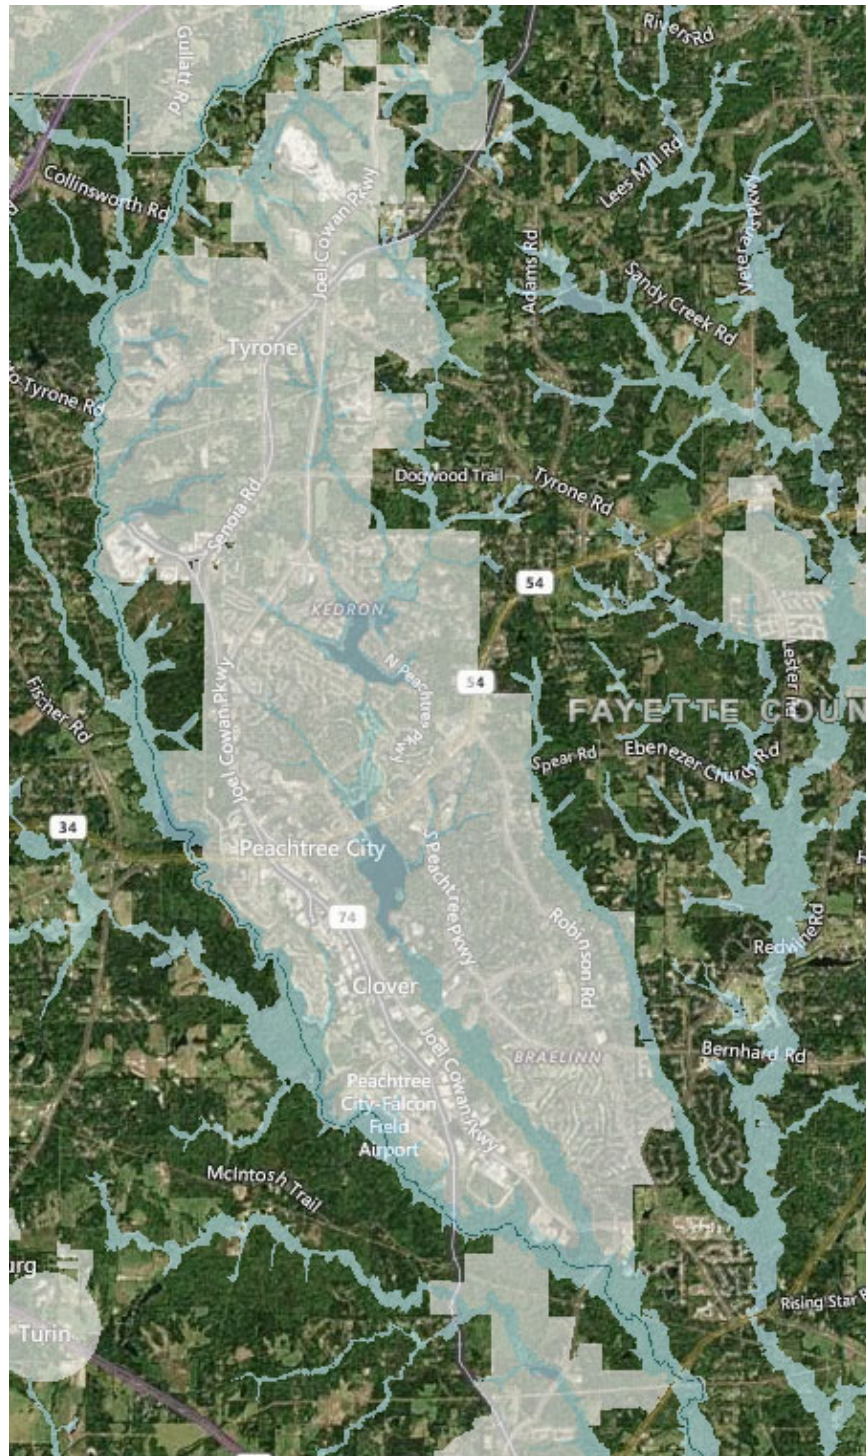 Rivers Rd
Gullatt Rd
Lees Mill Rd
Collinsworth Rd
Veterans Pkwy
Joel Cowan Pkwy
Adams Rd
Sandy Creek Rd
Tyrone
to Tyrone Rd
Dogwood Trail
Tyrone Rd
Senoia Rd
54
KEDRON
Lester Rd
N Peachtree Pkwy
54
Fischer Rd
Joel Cowan Pkwy
FAYETTE COUN
Spear Rd
Ebenezer Church Rd
34
Peachtree City
S Peachtree Pkwy
74
Robinson Rd
Redwine Rd
Clover
Joel Cowan Pkwy
BRAELINN
Bernhard Rd
Peachtree
City-Falcon
Field
Airport
McIntosh Trail
urg
Rising Star R
Turin